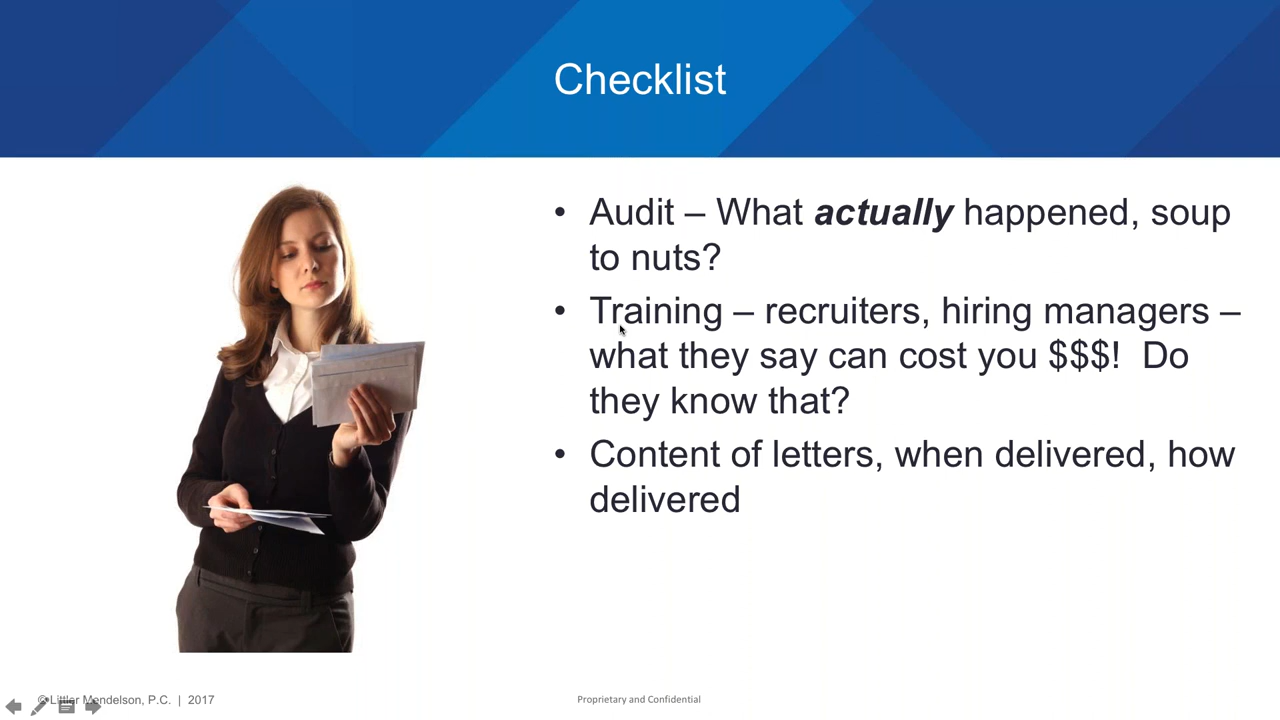 Checklist
• Audit – What actually happened, soup
to nuts?
• Training – recruiters, hiring managers –
what they say can cost you $$$!  Do
they know that?
• Content of letters, when delivered, how
delivered
© Littler Mendelson, P.C. | 2017
Proprietary and Confidential